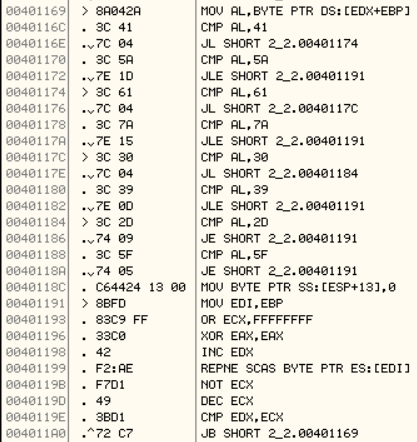 00401169 > 8A042A MOV AL,BYTE PTR DS:[EDX+EBP]
0040116C . 3C 41 CMP AL,41
0040116E .⌄7C 04 JL SHORT 2_2.00401174
00401170 . 3C 5A CMP AL,5A
00401172 .⌄7E 1D JLE SHORT 2_2.00401191
00401174 > 3C 61 CMP AL,61
00401176 .⌄7C 04 JL SHORT 2_2.0040117C
00401178 . 3C 7A CMP AL,7A
0040117A .⌄7E 15 JLE SHORT 2_2.00401191
0040117C > 3C 30 CMP AL,30
0040117E .⌄7C 04 JL SHORT 2_2.00401184
00401180 . 3C 39 CMP AL,39
00401182 .⌄7E 0D JLE SHORT 2_2.00401191
00401184 > 3C 2D CMP AL,2D
00401186 .⌄74 09 JE SHORT 2_2.00401191
00401188 . 3C 5F CMP AL,5F
0040118A .⌄74 05 JE SHORT 2_2.00401191
0040118C . C64424 13 00 MOV BYTE PTR SS:[ESP+13],0
00401191 > 8BFD MOV EDI,EBP
00401193 . 83C9 FF OR ECX,FFFFFFFF
00401196 . 33C0 XOR EAX,EAX
00401198 . 42 INC EDX
00401199 . F2:AE REPNE SCAS BYTE PTR ES:[EDI]
0040119B . F7D1 NOT ECX
0040119D . 49 DEC ECX
0040119E . 3BD1 CMP EDX,ECX
004011A0 .^72 C7 JB SHORT 2_2.00401169